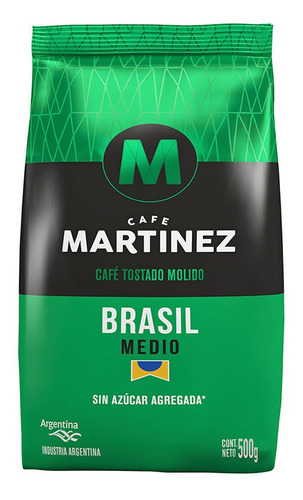 M
CAFE
MARTINEZ
CAFÉ TOSTADO MOLIDO
BRASIL
MEDIO
SIN AZÚCAR AGREGADA*
Argentina
INDUSTRIA ARGENTINA
CONT.
NETO 500g